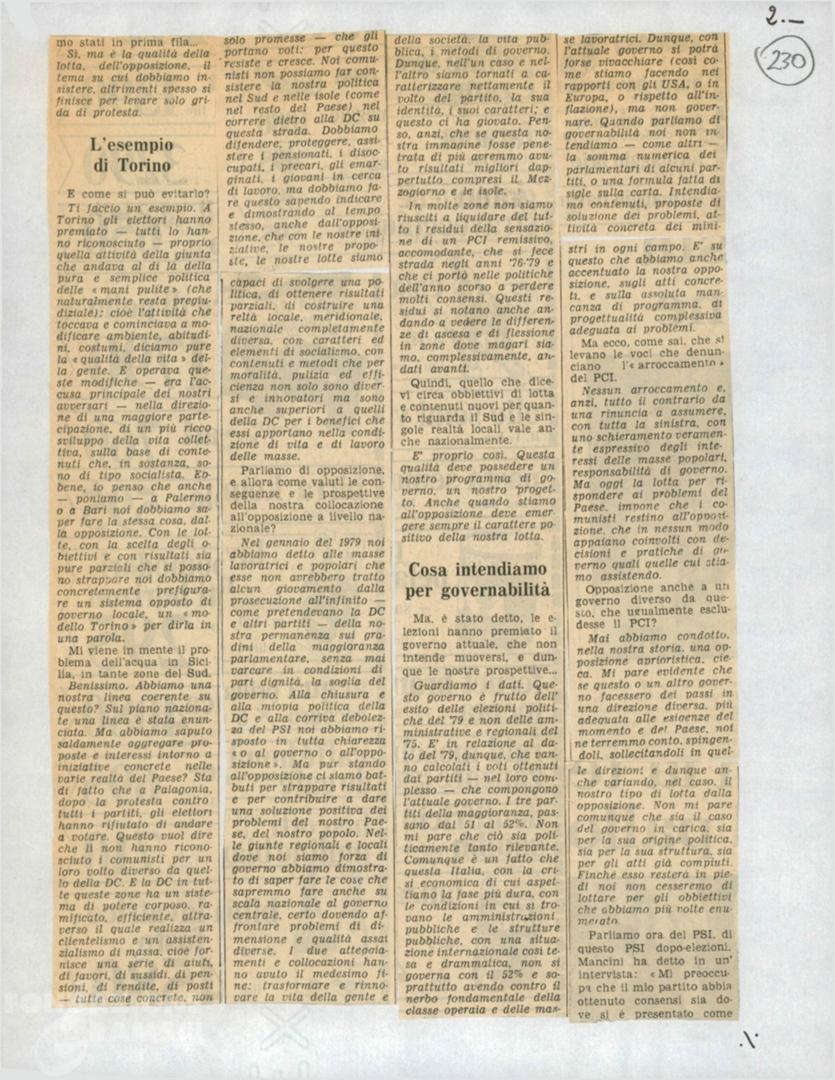 2.—
230
mo stati in prima fila...
Sì, ma è la qualità della
lotta, dell'opposizione, il
tema su cui dobbiamo in-
sistere, altrimenti spesso si
finisce per levare solo gri-
da di protesta.
L'esempio
di Torino
E come si può evitarlo?
Ti faccio un esempio. A
Torino gli elettori hanno
premiato — tutti lo han-
no riconosciuto — proprio
quella attività della giunta
che andava al di là della
pura e semplice politica
delle « mani pulite » (che
naturalmente resta pregiu-
diziale): cioè l'attività che
toccava e cominciava a mo-
dificare ambiente, abitudi-
ni, costumi, diciamo pure
la « qualità della vita » del-
la gente. E operava que-
ste modifiche — era l'ac-
cusa principale dei nostri
avversari — nella direzio-
ne di una maggiore parte-
cipazione, di un più ricco
sviluppo della vita collet-
tiva, sulla base di conte-
nuti che, in sostanza, so-
no di tipo socialista. Eb-
bene, io penso che anche
— poniamo — a Palermo
o a Bari noi dobbiamo sa-
per fare la stessa cosa, dal-
la opposizione. Con le lot-
te, con la scelta degli o-
biettivi e con risultati sia
pure parziali che si posso-
no strappare noi dobbiamo
concretamente prefigura-
re un sistema opposto di
governo locale, un « mo-
dello Torino » per dirla in
una parola.
Mi viene in mente il pro
blema dell'acqua in Sici-
lia, in tante zone del Sud.
Benissimo. Abbiamo una
nostra linea coerente su
questo? Sul piano naziona-
te una linea è stata enun-
ciata. Ma abbiamo saputo
saldamente aggregare pro-
poste e interessi intorno a
iniziative concrete nelle
varie realtà del Paese? Sta
di fatto che a Palagonia,
dopo la protesta contro
tutti i partiti, gli elettori
hanno rifiutato di andare
a votare. Questo vuol dire
che lì non hanno ricono-
sciuto i comunisti per un
loro volto diverso da quel-
lo della DC. E la DC in tut-
te queste zone ha un si-
stema di potere corposo, ra-
mificato, efficiente, attra-
verso il quale realizza un
clientelismo e un assisten-
zialismo di massa, cioè for-
nisce una serie di aiuti,
di favori, di sussidi, di pen-
sioni, di rendite, di posti
— tutte cose concrete, non
solo promesse — che gli
portano voti: per questo
resiste e cresce. Noi comu-
nisti non possiamo far con-
sistere la nostra politica
nel Sud e nelle isole (come
nel resto del Paese) nel
correre dietro alla DC su
questa strada. Dobbiamo
difendere, proteggere, assi-
stere i pensionati, i disoc-
cupati, i precari, gli emar-
ginati, i giovani in cerca
di lavoro, ma dobbiamo fa-
re questo sapendo indicare
e dimostrando al tempo
stesso, anche dall'opposi-
zione, che con le nostre ini-
ziative, le nostre propo-
ste, le nostre lotte siamo
capaci di svolgere una po-
litica, di ottenere risultati
parziali, di costruire una
reltà locale, meridionale,
nazionale completamente
diversa, con caratteri ed
elementi di socialismo, con
contenuti e metodi che per
moralità, pulizia ed effi-
cienza non solo sono diver-
si e innovatori ma sono
anche superiori a quelli
della DC per i benefici che
essi apportano nella condi-
zione di vita e di lavoro
delle masse.
Parliamo di opposizione,
e allora come valuti le con-
seguenze e le prospettive
della nostra collocazione
all'opposizione a livello na-
zionale?
Nel gennaio del 1979 noi
abbiamo detto alle masse
lavoratrici e popolari che
esse non avrebbero tratto
alcun giovamento dalla
prosecuzione all'infinito —
come pretendevano la DC
e altri partiti — della no-
stra permanenza sui gra-
dini della maggioranza
parlamentare, senza mai
varcare in condizioni di
pari dignità, la soglia del
governo. Alla chiusura e
alla miopia politica della
DC e alla corriva debolez-
za del PSI noi abbiamo ri-
sposto in tutta chiarezza
« o al governo o all'oppo-
sizione ». Ma pur stando
all'opposizione ci siamo bat-
tuti per strappare risultati
e per contribuire a dare
una soluzione positiva dei
problemi del nostro Pae-
se, del nostro popolo. Nel-
le giunte regionali e locali
dove noi siamo forza di
governo abbiamo dimostra-
to di saper fare le cose che
sapremmo fare anche su
scala nazionale al governo
centrale, certo dovendo af-
frontare problemi di di-
mensione e qualità assai
diverse. I due atteggia-
menti e collocazioni han-
no avuto il medesimo fi-
ne: trasformare e rinno-
vare la vita della gente e
della società, la vita pub-
blica, i metodi di governo.
Dunque, nell'un caso e nel-
l'altro siamo tornati a ca-
ratterizzare nettamente il
volto del partito, la sua
identità, i suoi caratteri; e
questo ci ha giovato. Pen-
so, anzi, che se questa no-
stra immagine fosse pene-
trata di più avremmo avu-
to risultati migliori dap-
pertutto compresi il Mez-
zogiorno e le isole.
In molte zone non siamo
riusciti a liquidare del tut-
to i residui della sensazio-
ne di un PCI remissivo,
accomodante, che si fece
strada negli anni '76-'79 e
che ci portò nelle politiche
dell'anno scorso a perdere
molti consensi. Questi re-
sidui si notano anche an-
dando a vedere le differen-
ze di ascesa e di flessione
in zone dove magari sia-
mo, complessivamente, an-
dati avanti.
Quindi, quello che dice-
vi circa obbiettivi di lotta
e contenuti nuovi per quan-
to riguarda il Sud e le sin-
gole realtà locali vale an-
che nazionalmente.
E' proprio così. Questa
qualità deve possedere un
nostro programma di go-
verno, un nostro 'proget-
to. Anche quando stiamo
all'opposizione deve emer-
gere sempre il carattere po-
sitivo della nostra lotta.
Cosa intendiamo
per governabilità
Ma, è stato detto, le e-
lezioni hanno premiato il
governo attuale, che non
intende muoversi, e dun-
que le nostre prospettive...
Guardiamo i dati. Que-
sto governo è frutto dell'
esito delle elezioni politi-
che del '79 e non delle am-
ministrative e regionali del
'75. E' in relazione al da-
to del '79, dunque, che van-
no calcolati i voti ottenuti
dai partiti — nel loro com-
plesso — che compongono
l'attuale governo. I tre par-
titi della maggioranza, pas-
sano dal 51 al 52%. Non
mi pare che ciò sia poli-
ticamente tanto rilevante.
Comunque è un fatto che
questa Italia, con la cri-
si economica di cui aspet-
tiamo la fase più dura, con
le condizioni in cui si tro-
vano le amministrazioni
pubbliche e le strutture
pubbliche, con una situa-
zione internazionale così te-
sa e drammatica, non si
governa con il 52% e so-
prattutto avendo contro il
nerbo fondamentale della
classe operaia e delle mas-
se lavoratrici. Dunque, con
l'attuale governo si potrà
forse vivacchiare (così co-
me stiamo facendo nei
rapporti con gli USA, o in
Europa, o rispetto all'in-
flazione), ma non gover-
nare. Quando parliamo di
governabilità noi non in-
tendiamo — come altri —
la somma numerica dei
parlamentari di alcuni par-
titi, o una formula fatta di
sigle sulla carta. Intendia-
mo contenuti, proposte di
soluzione dei problemi, at-
tività concreta dei mini-
stri in ogni campo. E' su
questo che abbiamo anche
accentuato la nostra oppo-
sizione, sugli atti concre-
ti, e sulla assoluta man-
canza di programma, di
progettualità complessiva
adeguata ai problemi.
Ma ecco, come sai, che si
levano le voci che denun-
ciano l'« arroccamento »
del PCI.
Nessun arroccamento e,
anzi, tutto il contrario da
una rinuncia a assumere,
con tutta la sinistra, con
uno schieramento veramen-
te espressivo degli inte-
ressi delle masse popolari,
responsabilità di governo.
Ma oggi la lotta per ri-
spondere ai problemi del
Paese, impone che i co-
munisti restino all'opposi-
zione, che in nessun modo
appaiano coinvolti con de-
cisioni e pratiche di go-
verno quali quelle cui stia-
mo assistendo.
Opposizione anche a un
governo diverso da que-
sto, che ugualmente esclu-
desse il PCI?
Mai abbiamo condotto,
nella nostra storia, una op-
posizione aprioristica, cie-
ca. Mi pare evidente che
se questo o un altro gover-
no facessero dei passi in
una direzione diversa, più
adeguata alle esigenze del
momento e del Paese, noi
ne terremmo conto, spingen-
doli, sollecitandoli in quel-
le direzioni e dunque an-
che variando, nel caso, il
nostro tipo di lotta dalla
opposizione. Non mi pare
comunque che sia il caso
del governo in carica, sia
per la sua origine politica,
sia per la sua struttura, sia
per gli atti già compiuti.
Finché esso resterà in pie-
di noi non cesseremo di
lottare per gli obbiettivi
che abbiamo più volte enu-
merato.
Parliamo ora del PSI, di
questo PSI dopo-elezioni.
Mancini ha detto in un'
intervista: « Mi preoccu-
pa che il mio partito abbia
ottenuto consensi sia do-
ve si è presentato come
./.